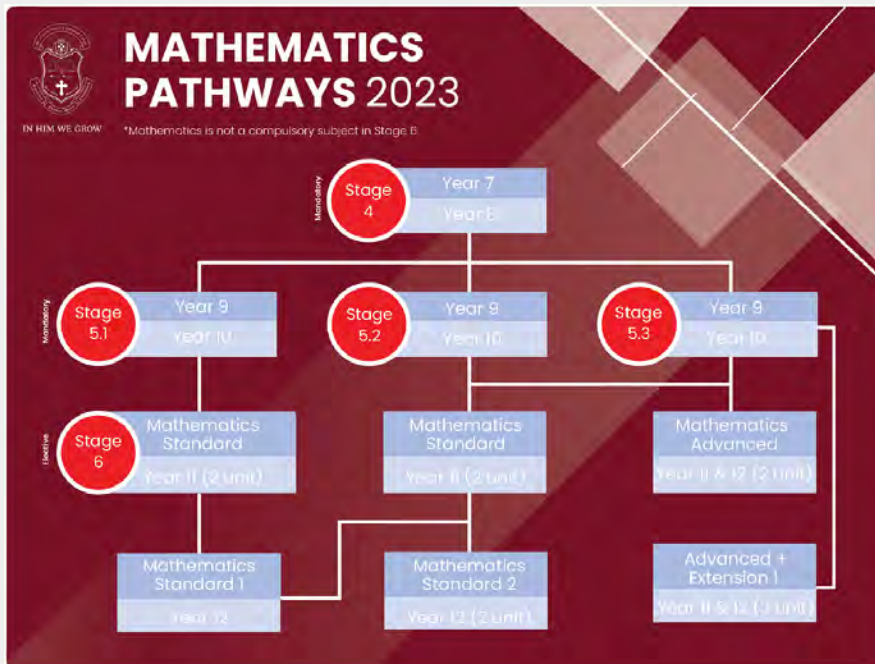 MATHEMATICS
PATHWAYS 2023
IN HIM WE GROW
*Mathematics is not a compulsory subject in Stage 6.
Mandatory
Stage
4
Year 7
Year 8
Mandatory
Stage
5.1
Year 9
Year 10
Stage
5.2
Year 9
Year 10
Stage
5.3
Year 9
Year 10
Elective
Stage
6
Mathematics
Standard
Year 11 (2 unit)
Mathematics
Standard
Year 11 (2 unit)
Mathematics
Advanced
Year 11 & 12 (2 unit)
Mathematics
Standard 1
Year 12
Mathematics
Standard 2
Year 12 (2 unit)
Advanced +
Extension 1
Year 11 & 12 (3 unit)